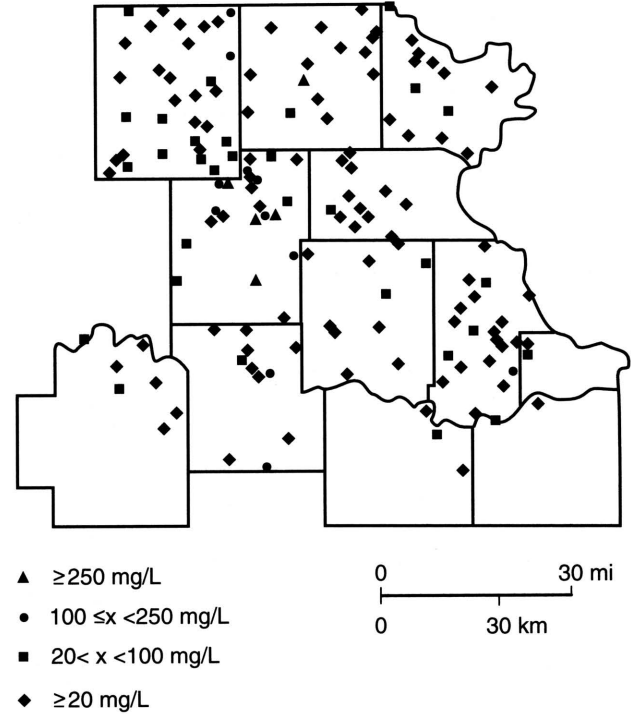 ≥250 mg/L
100 ≤x <250 mg/L
20< x <100 mg/L
≥20 mg/L
0 30 mi
0 30 km